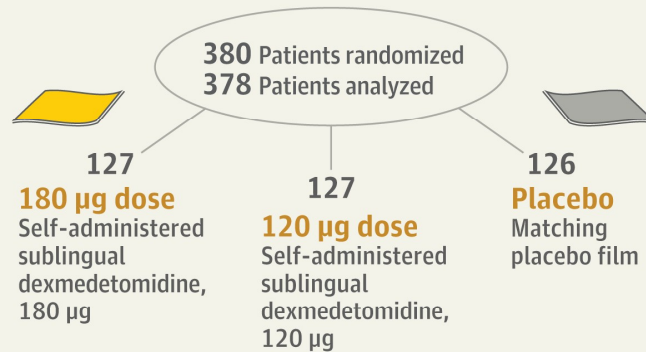 380 Patients randomized
378 Patients analyzed
127
180 µg dose
Self-administered
sublingual
dexmedetomidine,
180 µg
127
120 µg dose
Self-administered
sublingual
dexmedetomidine,
120 µg
126
Placebo
Matching
placebo film